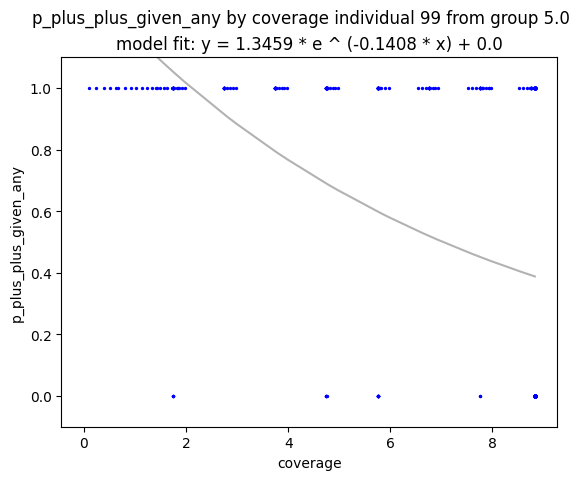 p_plus_plus_given_any by coverage individual 99 from group 5.0
model fit: y = 1.3459 * e ^ (-0.1408 * x) + 0.0
1.0
0.8
0.6
0.4
0.2
0.0
p_plus_plus_given_any
0 2 4 6 8
coverage